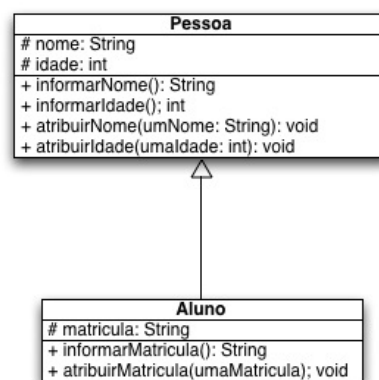 Pessoa
# nome: String
# idade: int
+ informarNome(): String
+ informarIdade(); int
+ atribuirNome(umNome: String): void
+ atribuirIdade(umaIdade: int): void
Aluno
# matricula: String
+ informarMatricula(): String
+ atribuirMatricula(umaMatricula); void